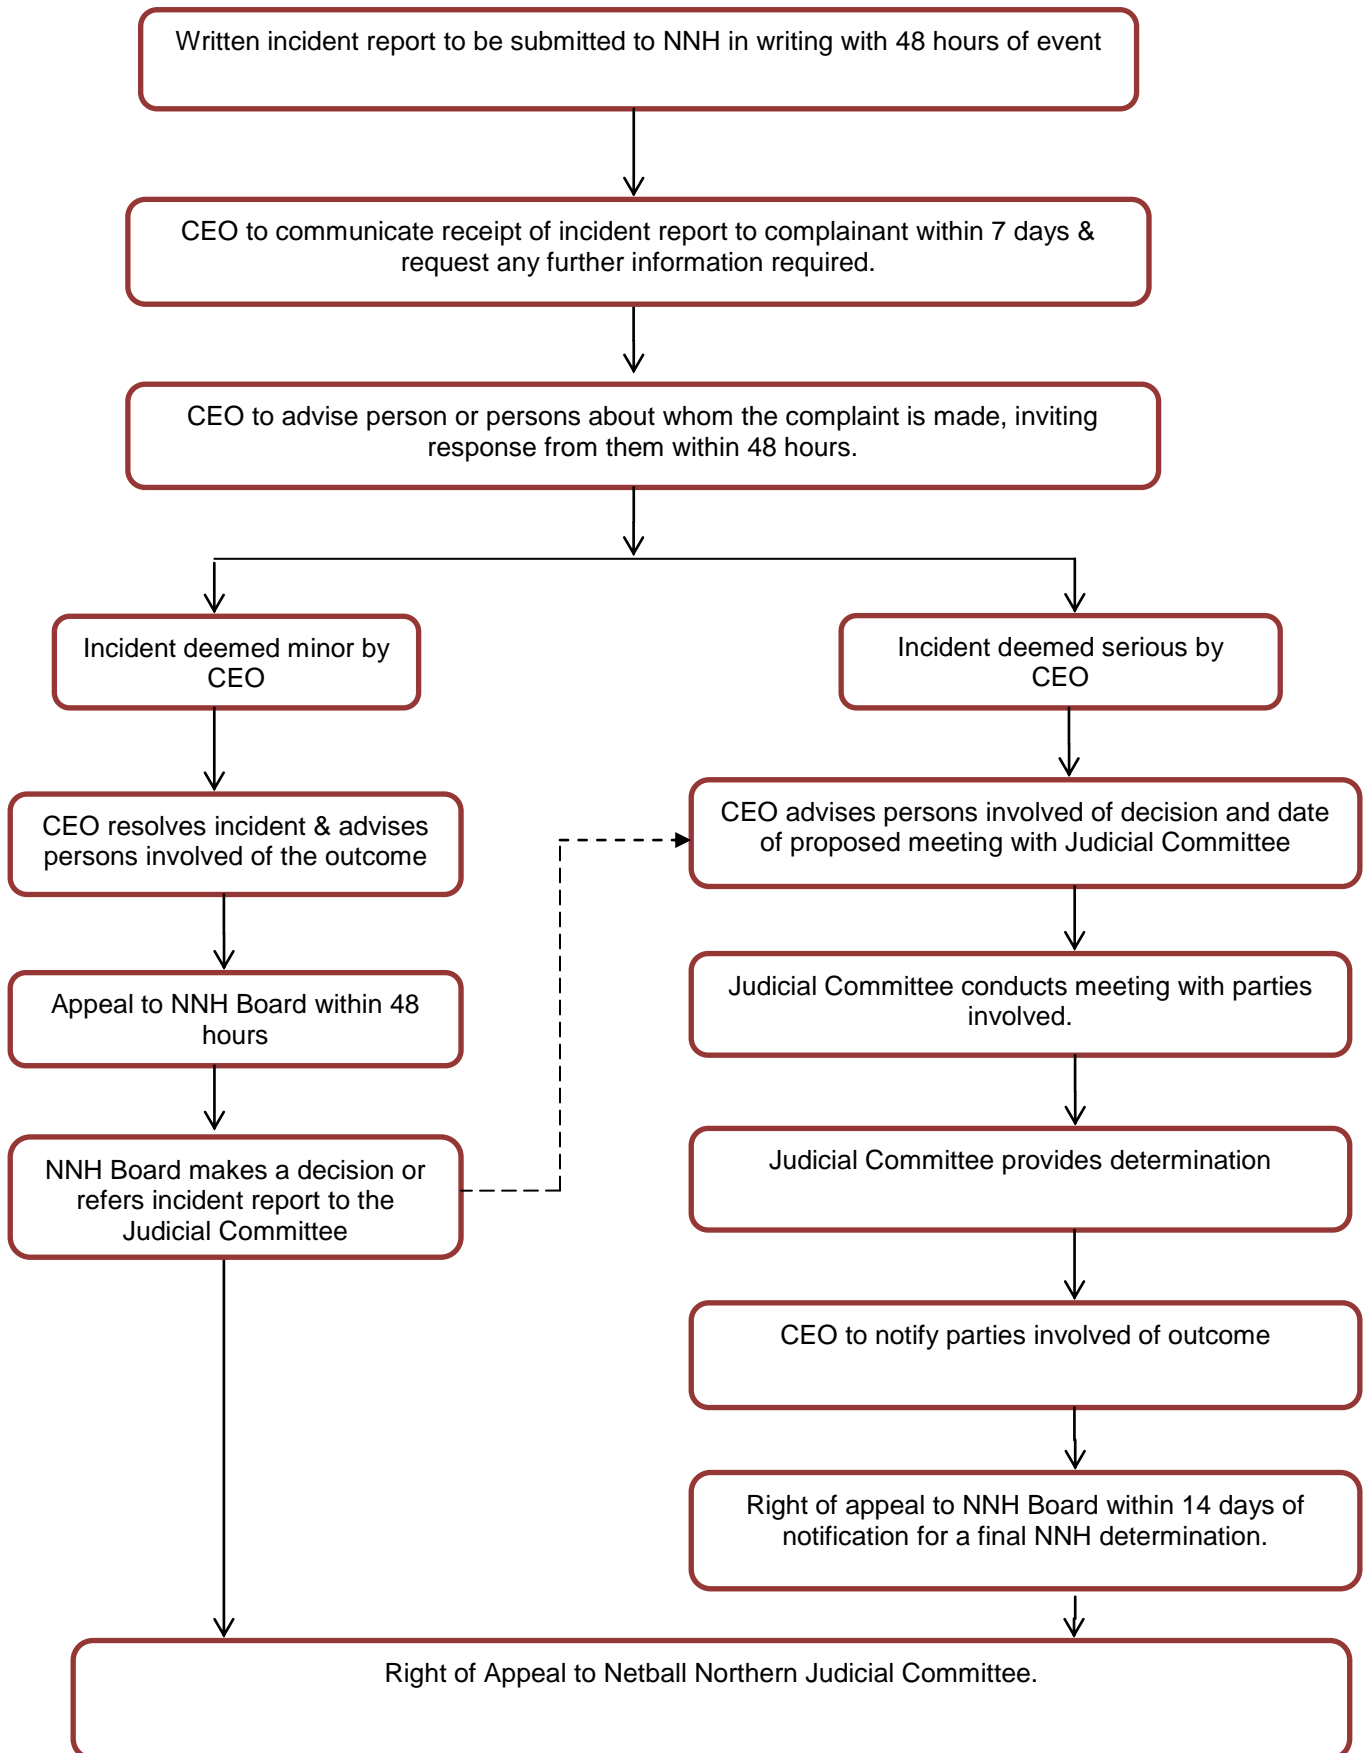 Written incident report to be submitted to NNH in writing with 48 hours of event
CEO to communicate receipt of incident report to complainant within 7 days &
request any further information required.
CEO to advise person or persons about whom the complaint is made, inviting
response from them within 48 hours.
Incident deemed minor by
CEO
CEO resolves incident & advises
persons involved of the outcome
Appeal to NNH Board within 48
hours
NNH Board makes a decision or
refers incident report to the
Judicial Committee
Incident deemed serious by
CEO
CEO advises persons involved of decision and date
of proposed meeting with Judicial Committee
Judicial Committee conducts meeting with parties
involved.
Judicial Committee provides determination
CEO to notify parties involved of outcome
Right of appeal to NNH Board within 14 days of
notification for a final NNH determination.
Right of Appeal to Netball Northern Judicial Committee.